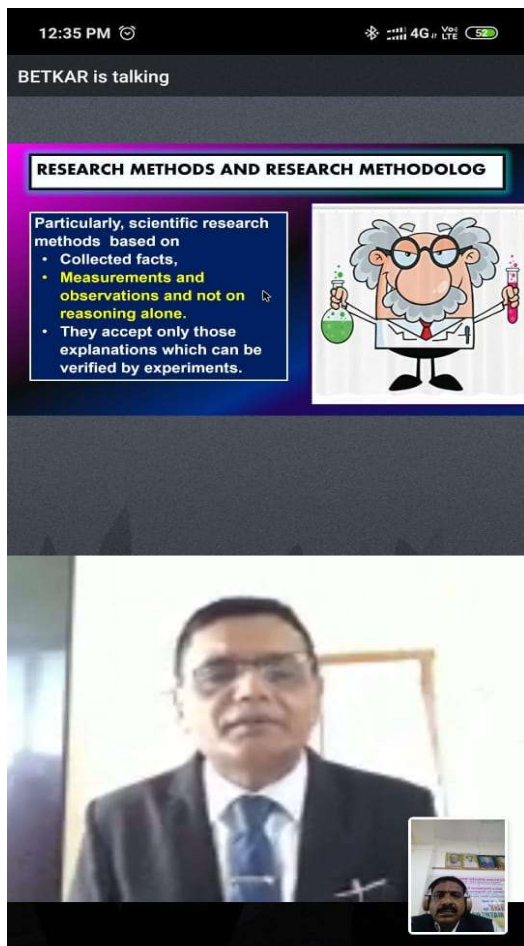 12:35 PM 4G Vo) LTE 52
BETKAR is talking
RESEARCH METHODS AND RESEARCH METHODOLOG
Particularly, scientific research
methods based on
• Collected facts,
• Measurements and
observations and not on
reasoning alone.
• They accept only those
explanations which can be
verified by experiments.